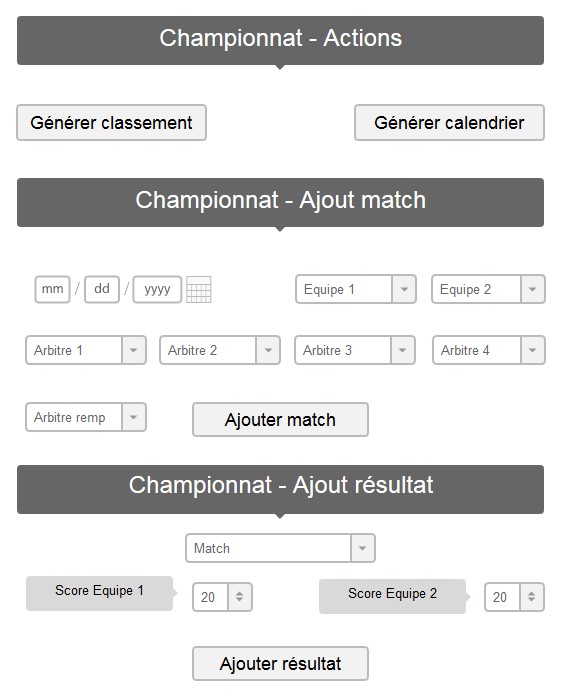 Championnat - Actions
Générer classement Générer calendrier
Championnat - Ajout match
mm / dd / yyyy Equipe 1 Equipe 2
Arbitre 1 Arbitre 2 Arbitre 3 Arbitre 4
Arbitre remp Ajouter match
Championnat - Ajout résultat
Match
Score Equipe 1 20 Score Equipe 2 20
Ajouter résultat